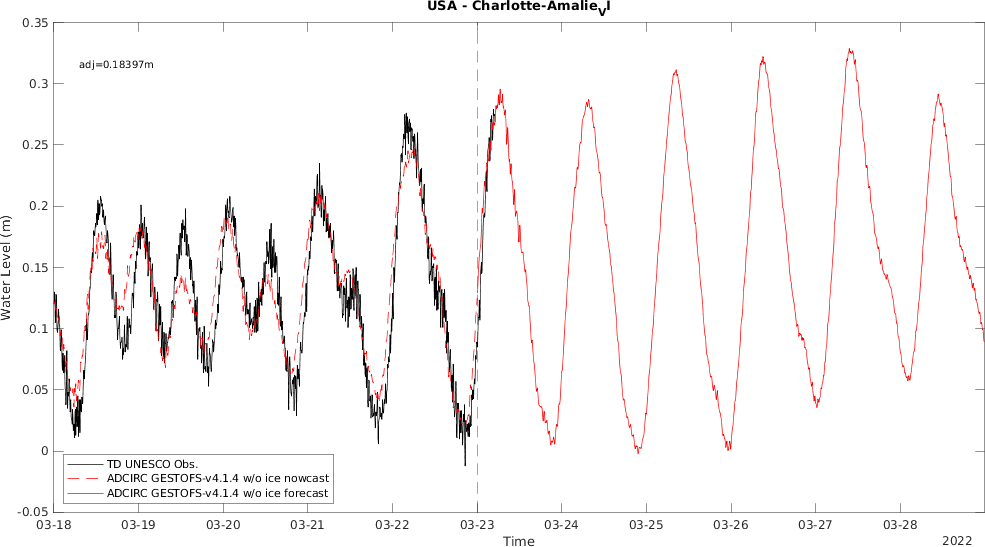 USA - Charlotte-AmalieVI
0.35
adj=0.18397m
0.3
0.25
0.2
Water Level (m)
0.15
0.1
0.05
0
TD UNESCO Obs.
ADCIRC GESTOFS-v4.1.4 w/o ice nowcast
ADCIRC GESTOFS-v4.1.4 w/o ice forecast
-0.05
03-18 03-19 03-20 03-21 03-22 03-23 03-24 03-25 03-26 03-27 03-28
Time
2022